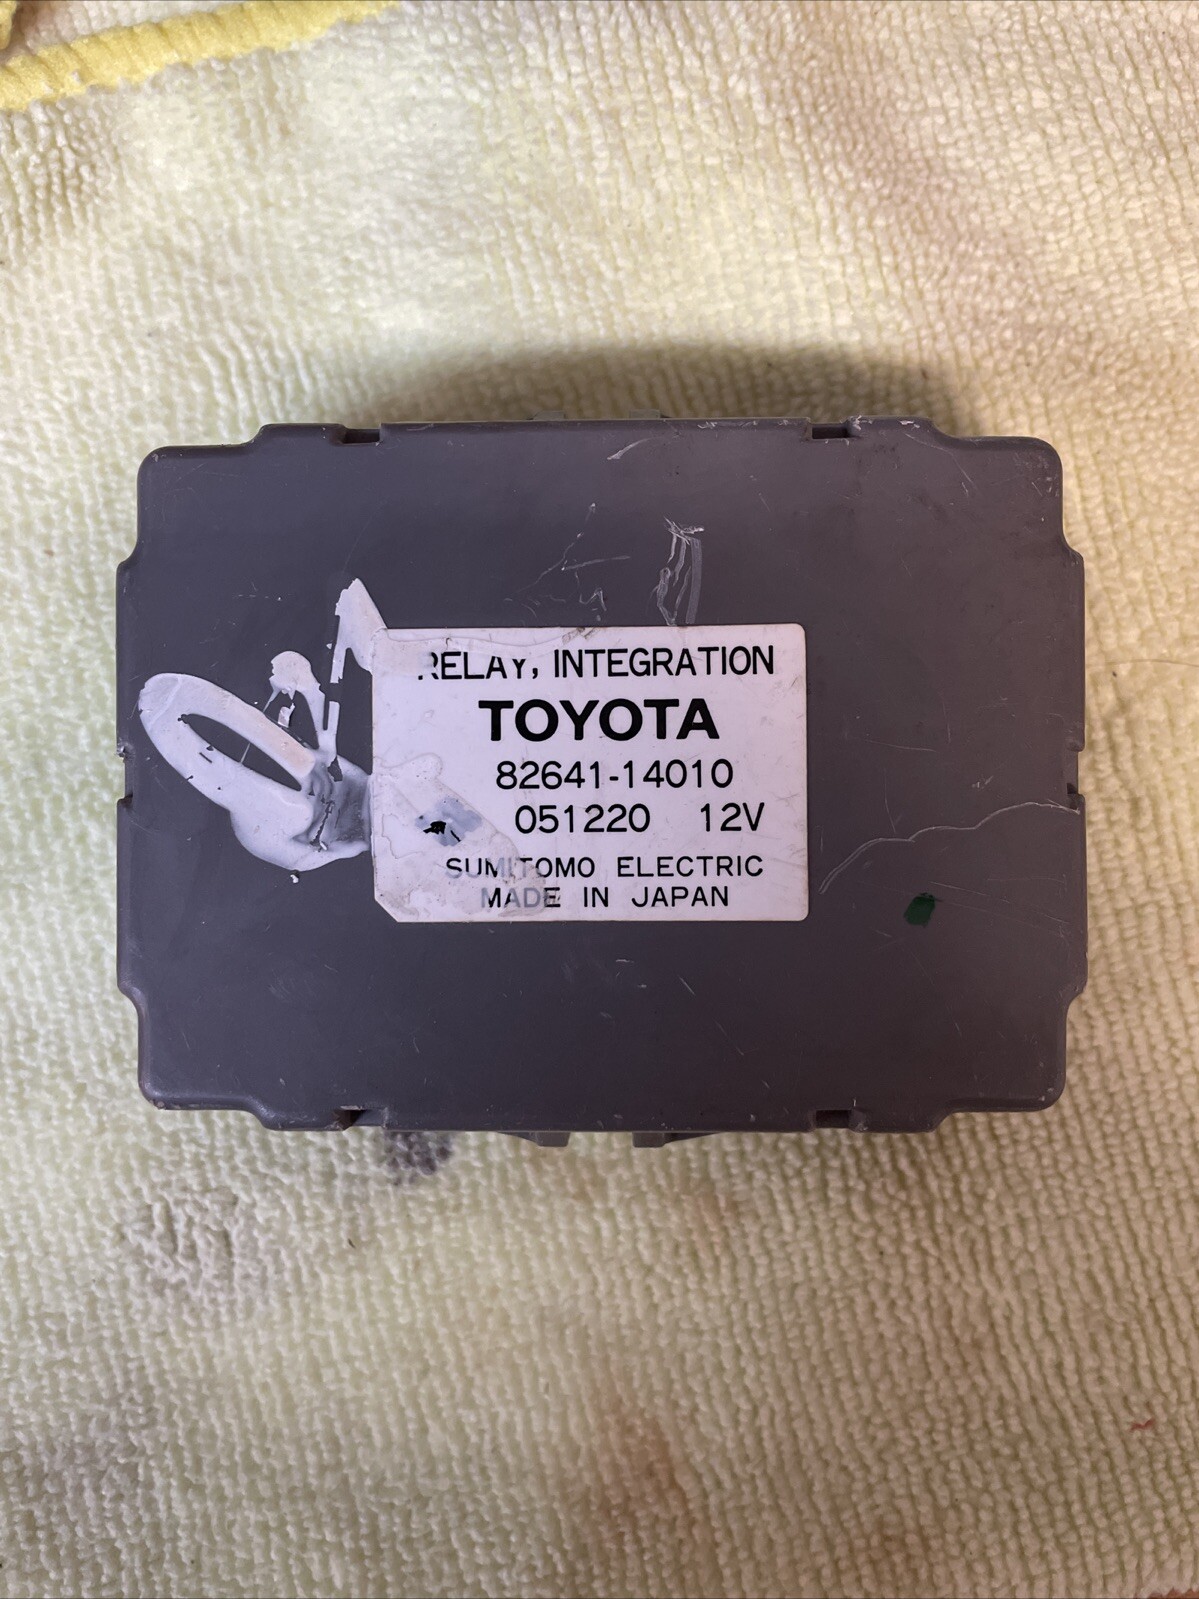 RELAY, INTEGRATION
TOYOTA
82641-14010
051220 12V
SUMITOMO ELECTRIC
MADE IN JAPAN